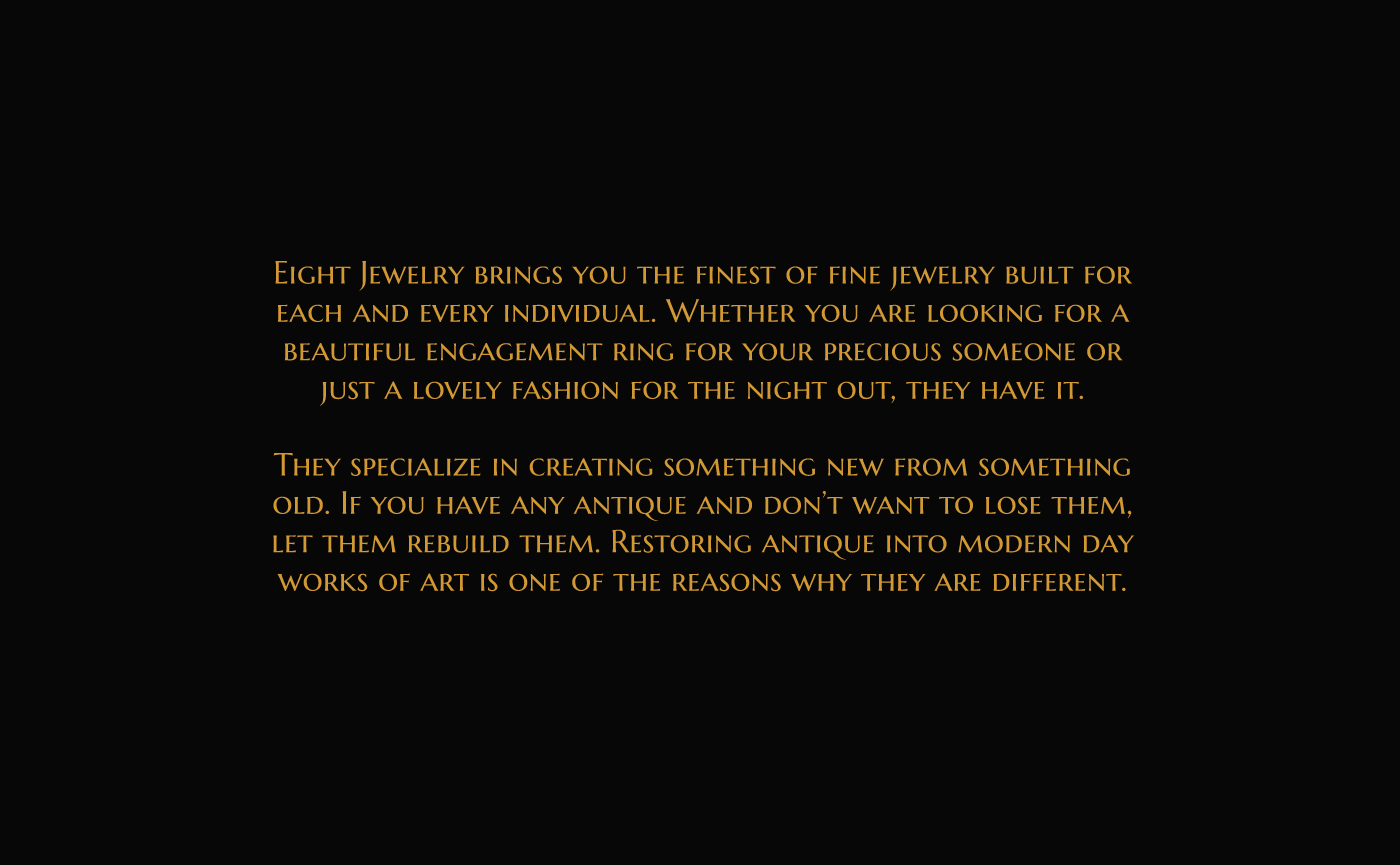 Eight Jewelry brings you the finest of fine jewelry built for
each and every individual. Whether you are looking for a
beautiful engagement ring for your precious someone or
just a lovely fashion for the night out, they have it.
They specialize in creating something new from something
old. If you have any antique and don’t want to lose them,
let them rebuild them. Restoring antique into modern day
works of art is one of the reasons why they are different.